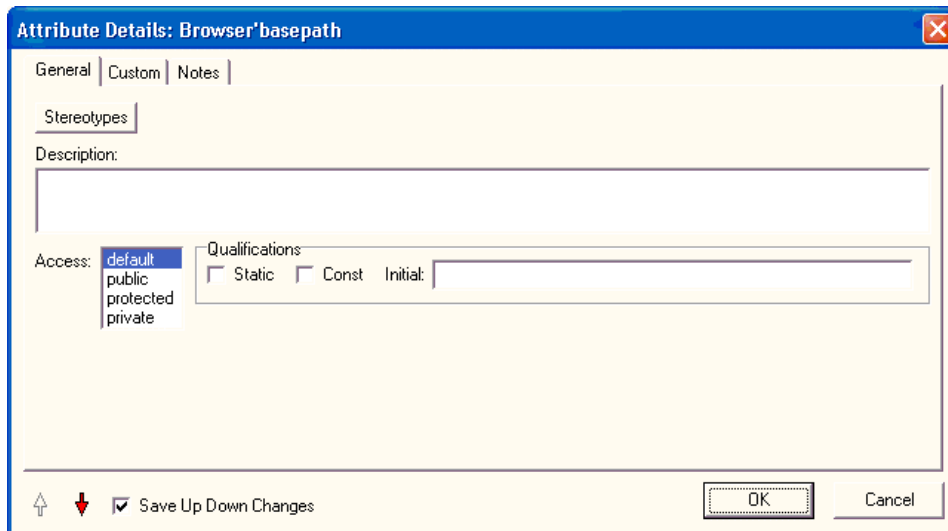 Attribute Details: Browser'basepath
General Custom Notes
Stereotypes
Description:
Access: default
public
protected
private
Qualifications
Static Const Initial:
Save Up Down Changes
OK Cancel